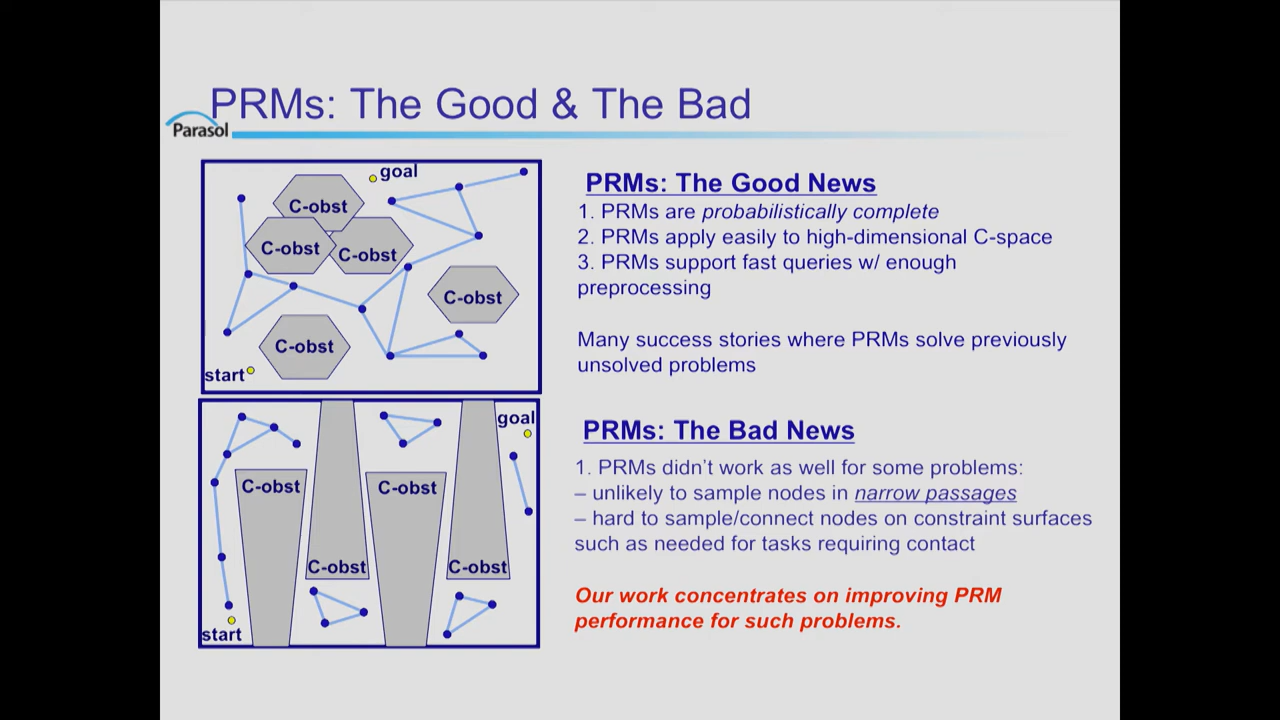 PRMs: The Good & The Bad
Parasol
goal
C-obst
C-obst
C-obst
C-obst
C-obst
start
PRMs: The Good News
1. PRMs are probabilistically complete
2. PRMs apply easily to high-dimensional C-space
3. PRMs support fast queries w/ enough
preprocessing
Many success stories where PRMs solve previously
unsolved problems
goal
C-obst
C-obst
C-obst
C-obst
start
PRMs: The Bad News
1. PRMs didn’t work as well for some problems:
– unlikely to sample nodes in narrow passages
– hard to sample/connect nodes on constraint surfaces
such as needed for tasks requiring contact
Our work concentrates on improving PRM
performance for such problems.